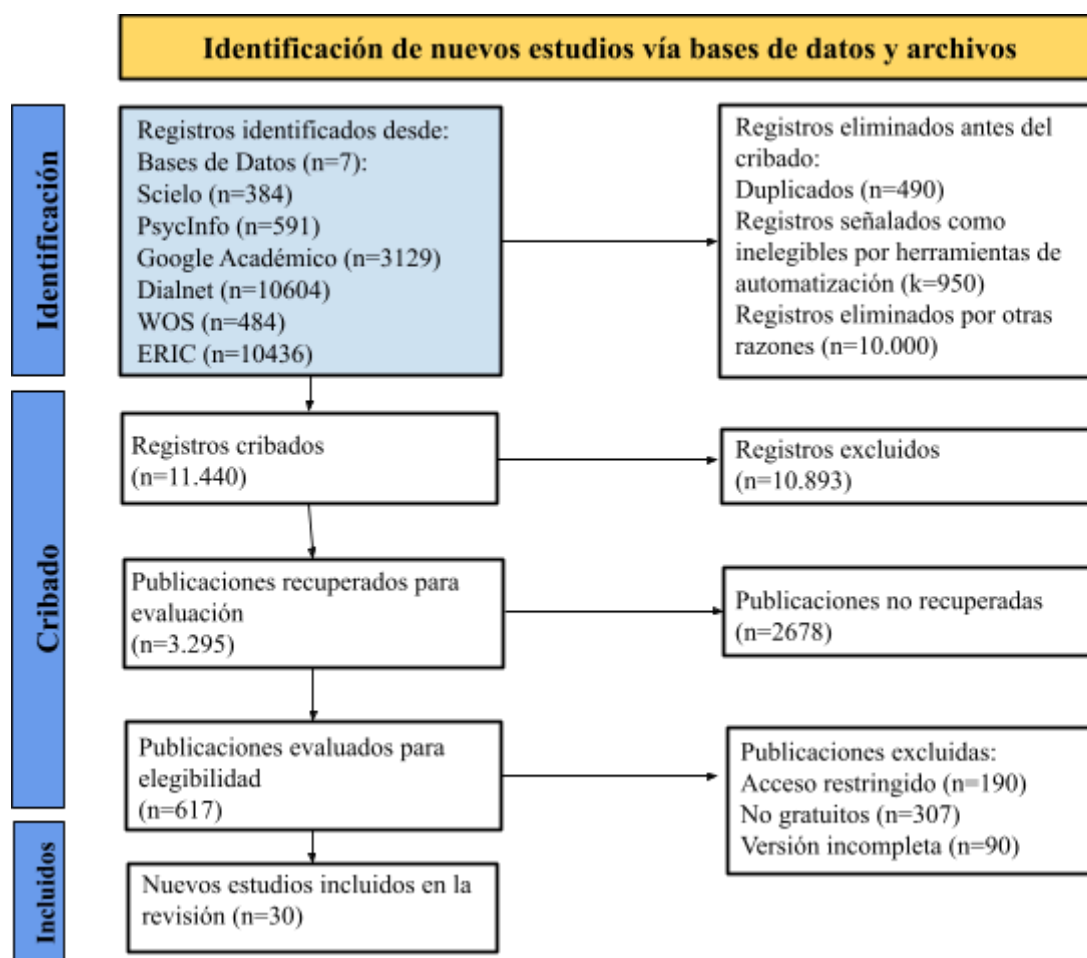 Identificación de nuevos estudios vía bases de datos y archivos
Identificación
Registros identificados desde:
Bases de Datos (n=7):
Scielo (n=384)
PsycInfo (n=591)
Google Académico (n=3129)
Dialnet (n=10604)
WOS (n=484)
ERIC (n=10436)
Registros eliminados antes del
cribado:
Duplicados (n=490)
Registros señalados como
inelegibles por herramientas de
automatización (k=950)
Registros eliminados por otras
razones (n=10.000)
Cribado
Registros cribados
(n=11.440)
Registros excluidos
(n=10.893)
Publicaciones recuperados para
evaluación
(n=3.295)
Publicaciones no recuperadas
(n=2678)
Publicaciones evaluados para
elegibilidad
(n=617)
Publicaciones excluidas:
Acceso restringido (n=190)
No gratuitos (n=307)
Versión incompleta (n=90)
Incluidos
Nuevos estudios incluidos en la
revisión (n=30)